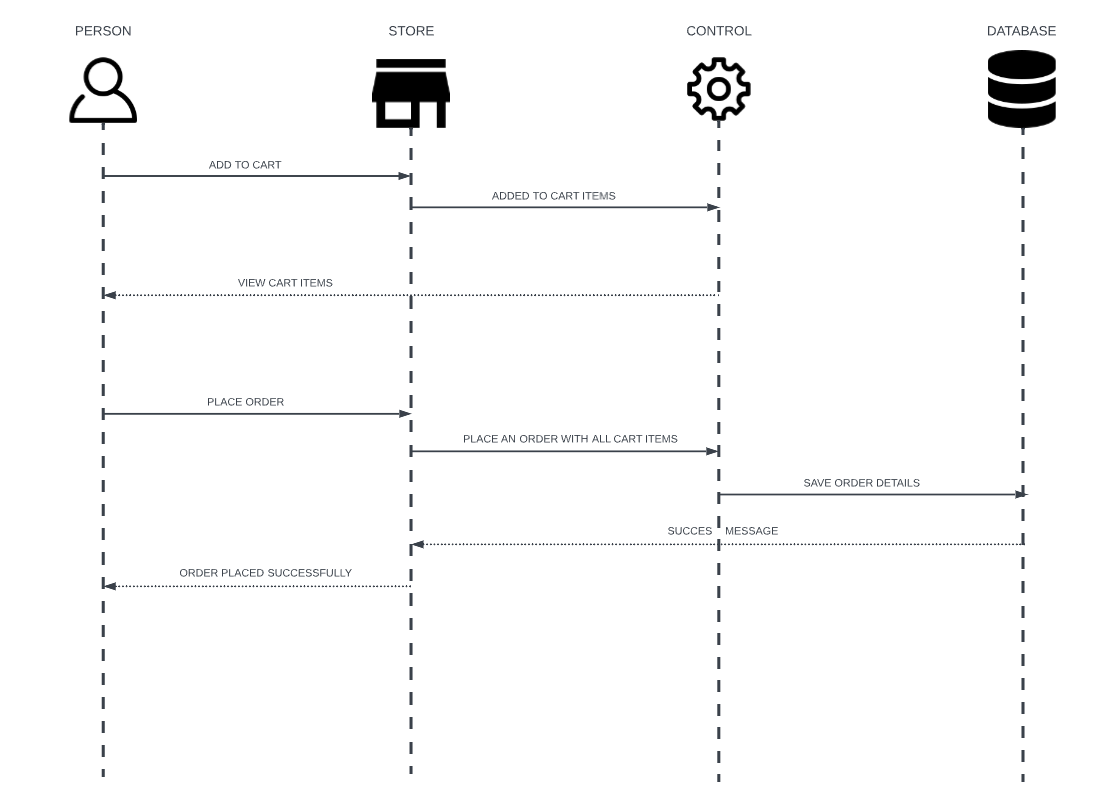 PERSON
STORE
CONTROL
DATABASE
ADD TO CART
ADDED TO CART ITEMS
VIEW CART ITEMS
PLACE ORDER
PLACE AN ORDER WITH ALL CART ITEMS
SAVE ORDER DETAILS
SUCCES MESSAGE
ORDER PLACED SUCCESSFULLY